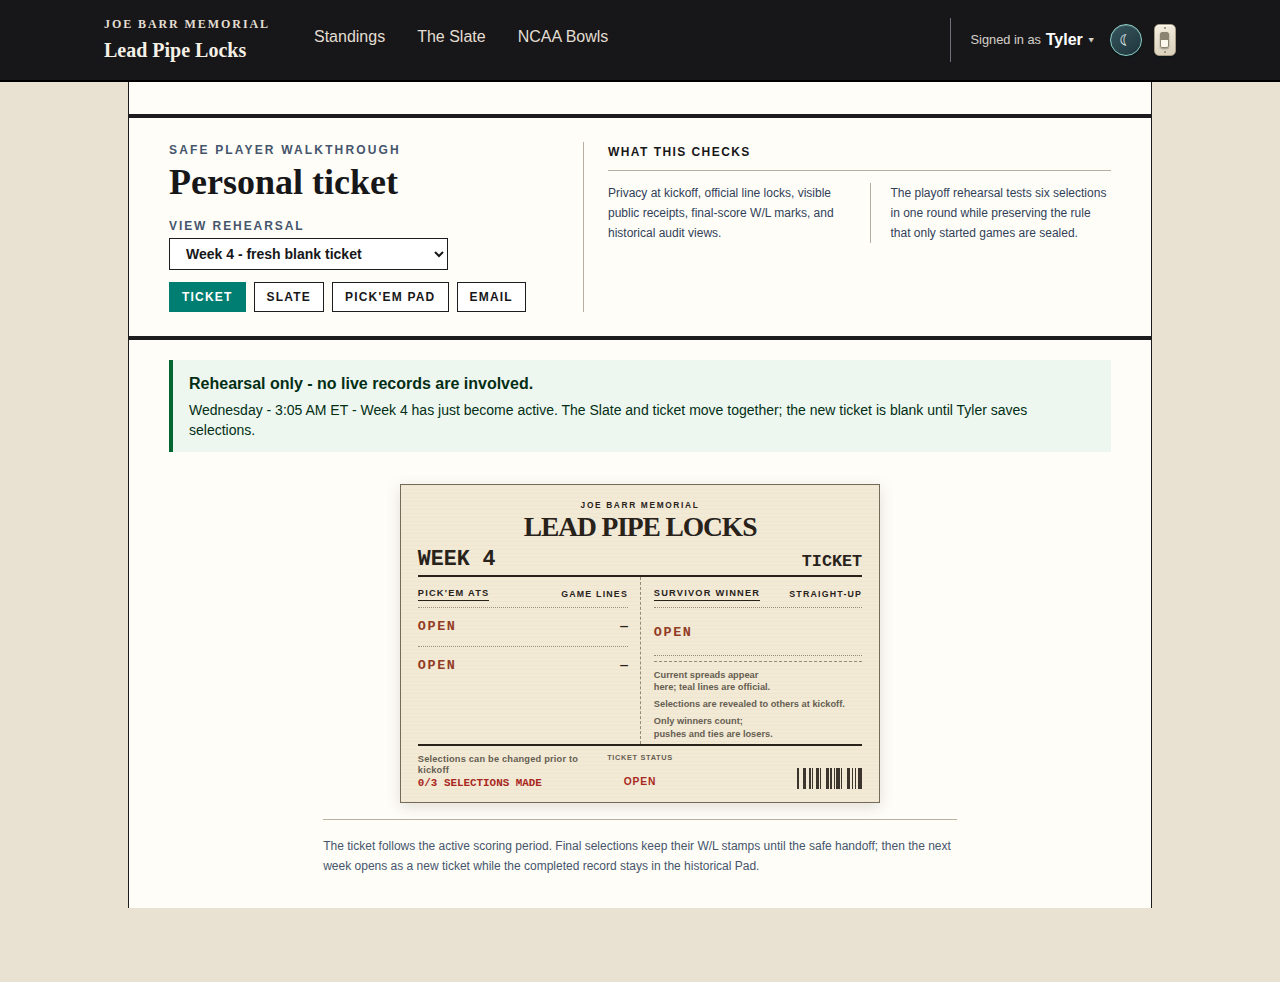 JOE BARR MEMORIAL
Lead Pipe Locks
Standings
The Slate
NCAA Bowls
Signed in as Tyler ▾
SAFE PLAYER WALKTHROUGH
Personal ticket
VIEW REHEARSAL
Week 4 - fresh blank ticket
TICKET
SLATE
PICK'EM PAD
EMAIL
WHAT THIS CHECKS
Privacy at kickoff, official line locks, visible
public receipts, final-score W/L marks, and
historical audit views.
The playoff rehearsal tests six selections
in one round while preserving the rule
that only started games are sealed.
Rehearsal only - no live records are involved.
Wednesday - 3:05 AM ET - Week 4 has just become active. The Slate and ticket move together; the new ticket is blank until Tyler saves
selections.
JOE BARR MEMORIAL
LEAD PIPE LOCKS
WEEK 4
TICKET
PICK'EM ATS
GAME LINES
OPEN —
OPEN —
SURVIVOR WINNER
STRAIGHT-UP
OPEN
Current spreads appear
here; teal lines are official.
Selections are revealed to others at kickoff.
Only winners count;
pushes and ties are losers.
Selections can be changed prior to
kickoff
0/3 SELECTIONS MADE
TICKET STATUS
OPEN
The ticket follows the active scoring period. Final selections keep their W/L stamps until the safe handoff; then the next
week opens as a new ticket while the completed record stays in the historical Pad.